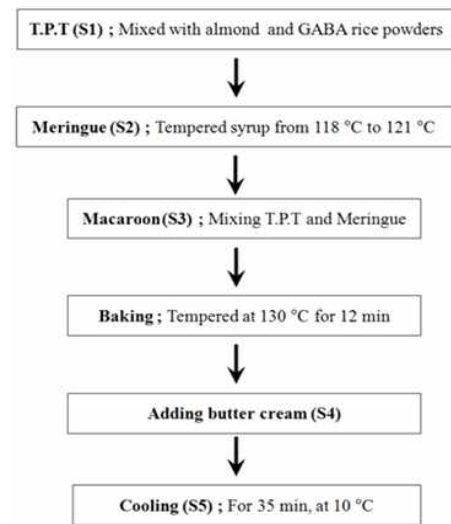 T.P.T (S1) ; Mixed with almond and GABA rice powders
Meringue (S2) ; Tempered syrup from 118 °C to 121 °C
Macaroon(S3) ; Mixing T.P.T and Meringue
Baking ; Tempered at 130 °C for 12 min
Adding butter cream (S4)
Cooling (S5) ; For 35 min, at 10 °C